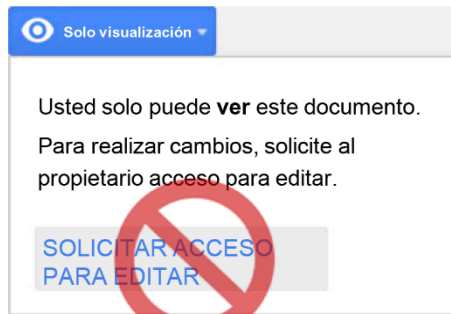 Solo visualización
Usted solo puede ver este documento.
Para realizar cambios, solicite al
propietario acceso para editar.
SOLICITAR ACCESO
PARA EDITAR